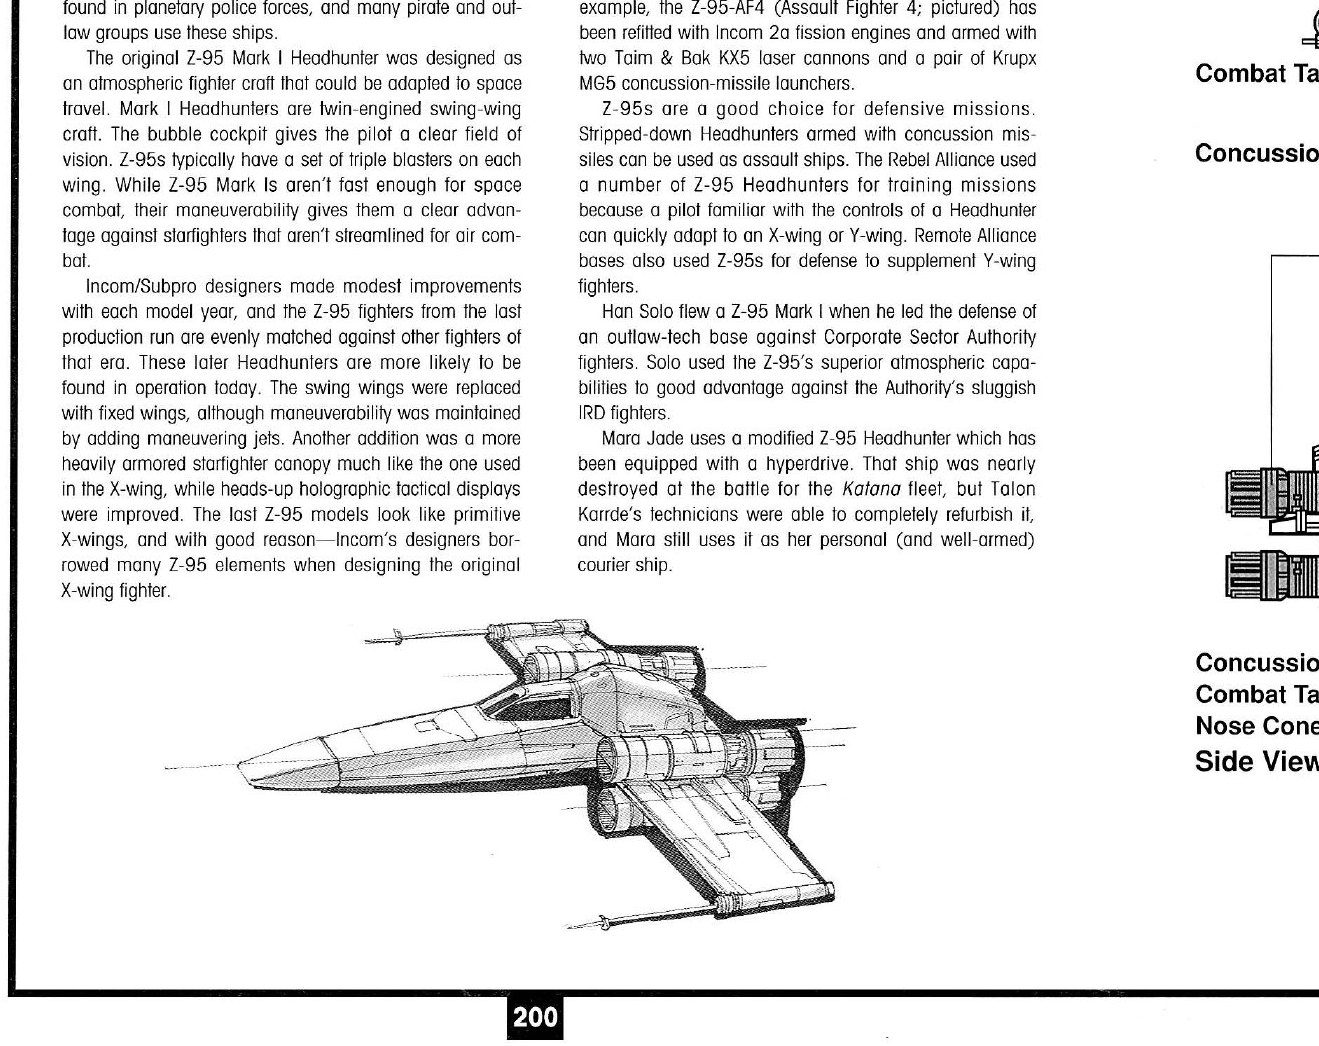 found in planetary police forces, and many pirate and out-
law groups use these ships.
The original Z-95 Mark I Headhunter was designed as
an atmospheric fighter craft that could be adapted to space
travel. Mark I Headhunters are twin-engined swing-wing
craft. The bubble cockpit gives the pilot a clear field of
vision. Z-95s typically have a set of triple blasters on each
wing. While Z-95 Mark Is aren't fast enough for space
combat, their maneuverability gives them a clear advan-
tage against starfighters that aren't streamlined for air com-
bat.
Incom/Subpro designers made modest improvements
with each model year, and the Z-95 fighters from the last
production run are evenly matched against other fighters of
that era. These later Headhunters are more likely to be
found in operation today. The swing wings were replaced
with fixed wings, although maneuverability was maintained
by adding maneuvering jets. Another addition was a more
heavily armored starfighter canopy much like the one used
in the X-wing, while heads-up holographic tactical displays
were improved. The last Z-95 models look like primitive
X-wings, and with good reason—Incom's designers bor-
rowed many Z-95 elements when designing the original
X-wing fighter.
example, the Z-95-AF4 (Assault Fighter 4; pictured) has
been refitted with Incom 2a fission engines and armed with
two Taim & Bak KX5 laser cannons and a pair of Krupx
MG5 concussion-missile launchers.
Z-95s are a good choice for defensive missions.
Stripped-down Headhunters armed with concussion mis-
siles can be used as assault ships. The Rebel Alliance used
a number of Z-95 Headhunters for training missions
because a pilot familiar with the controls of a Headhunter
can quickly adapt to an X-wing or Y-wing. Remote Alliance
bases also used Z-95s for defense to supplement Y-wing
fighters.
Han Solo flew a Z-95 Mark I when he led the defense of
an outlaw-tech base against Corporate Sector Authority
fighters. Solo used the Z-95's superior atmospheric capa-
bilities to good advantage against the Authority's sluggish
IRD fighters.
Mara Jade uses a modified Z-95 Headhunter which has
been equipped with a hyperdrive. That ship was nearly
destroyed at the battle for the Katana fleet, but Talon
Karrde's technicians were able to completely refurbish it,
and Mara still uses it as her personal (and well-armed)
courier ship.
Combat Ta
Concussio
Concussio
Combat Ta
Nose Cone
Side View
200